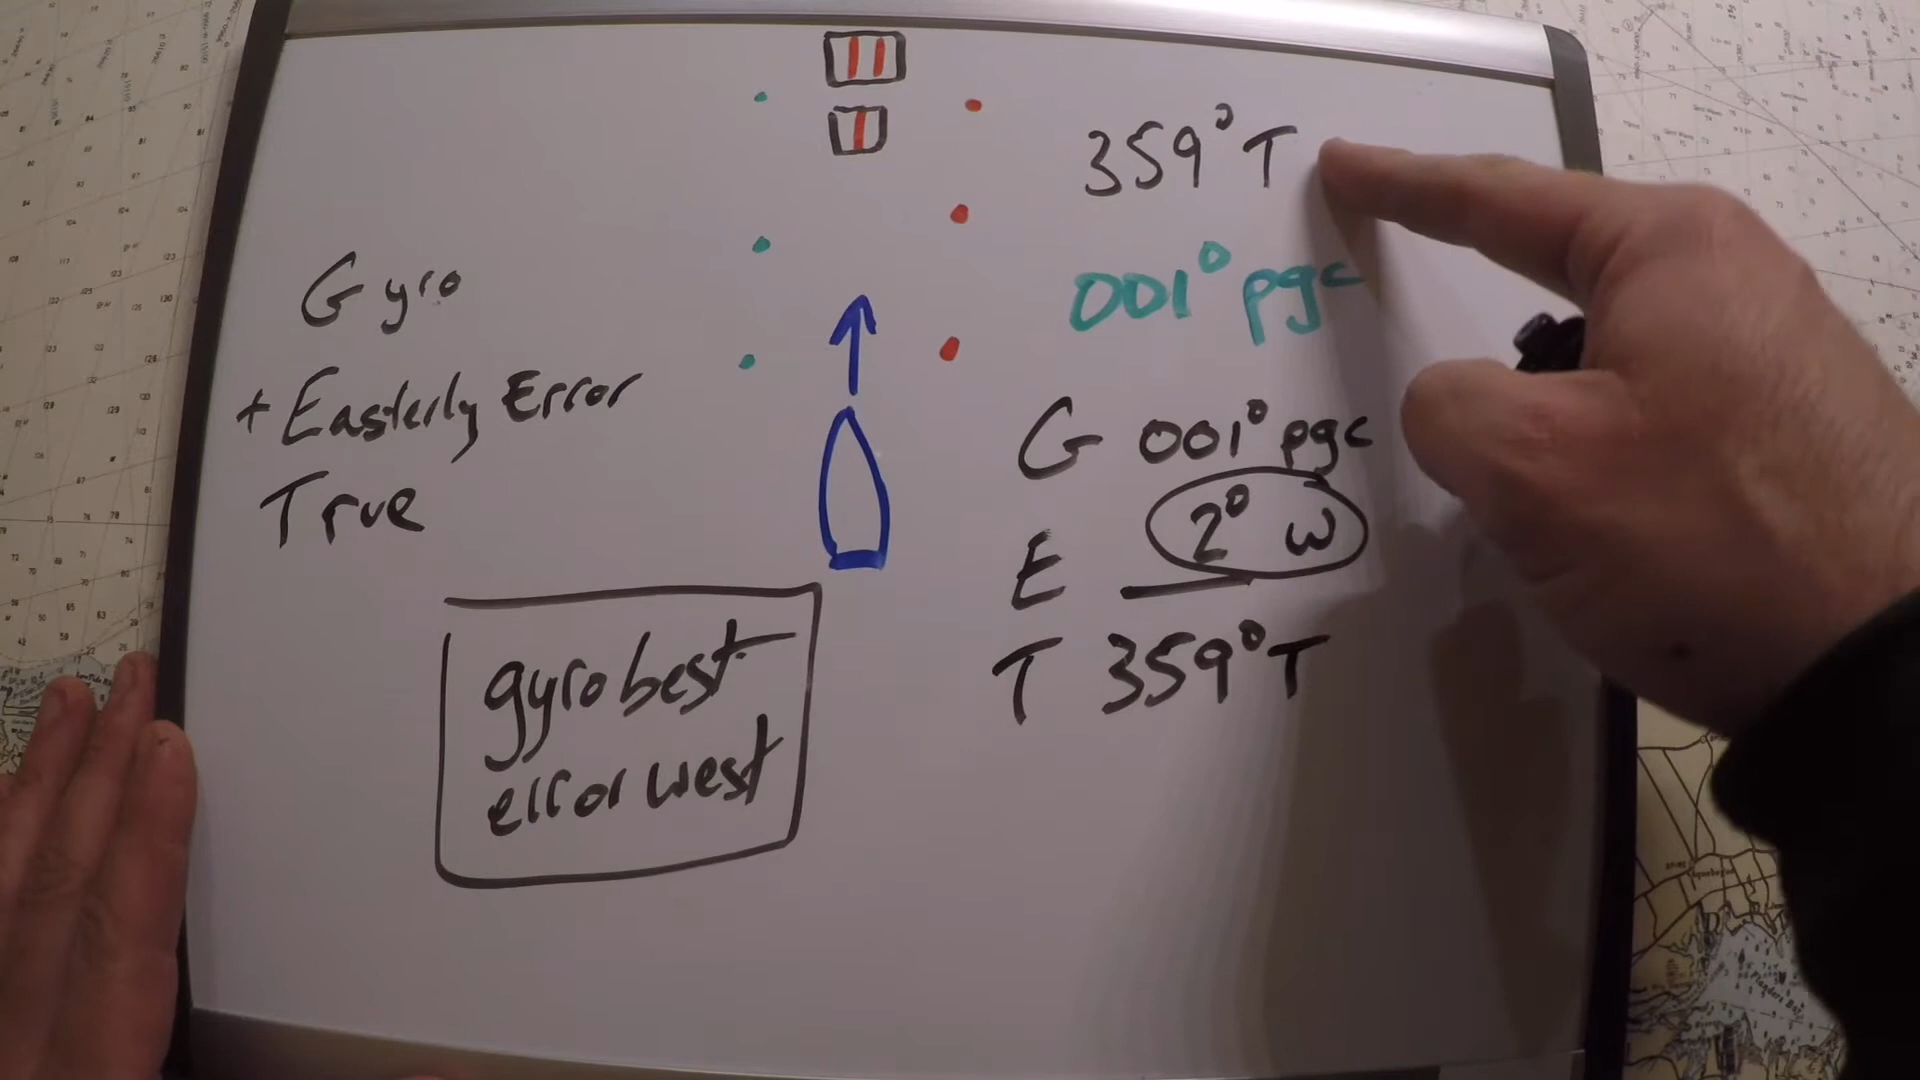 Gyro
+ Easterly Error
True
gyro best
error west
359° T
001° pgc
G 001° pgc
E 2° W
T 359° T